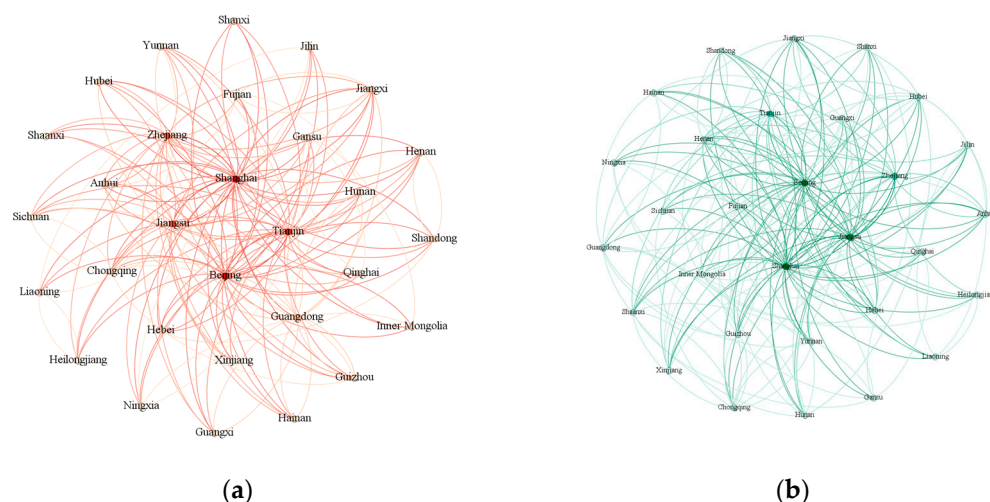 Shanxi
Yunnan
Jilin
Hubei
Fujian
Jiangxi
Shaanxi
Zhejiang
Gansu
Henan
Shanghai
Anhui
Hunan
Sichuan
Jiangsu
Tianjin
Shandong
Chongqing
Beijing
Qinghai
Liaoning
Guangdong
Inner Mongolia
Hebei
Heilongjiang
Xinjiang
Guizhou
Ningxia
Hainan
Guangxi
(a)
Jiangxi
Shandong
Shanxi
Hainan
Hubei
Tianjin
Guangxi
Henan
Jilin
Ningxia
Zhejiang
Beijing
Sichuan
Fujian
Anhui
Jiangsu
Guangdong
Qinghai
Shanghai
Inner Mongolia
Heilongjia
Shaanxi
Hebei
Guizhou
Yunnan
Liaoning
Xinjiang
Gansu
Chongqing
Hunan
(b)